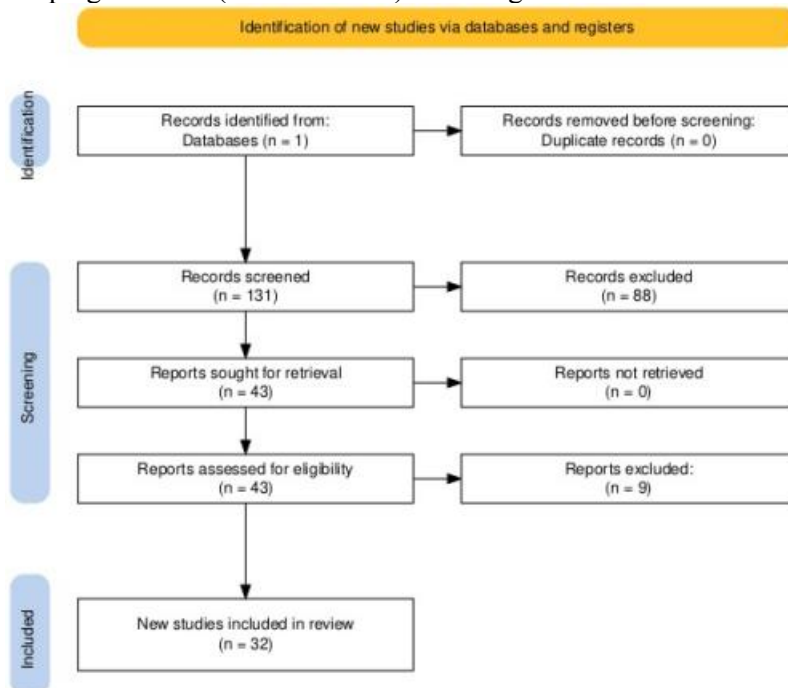 Identification of new studies via databases and registers
Identification
Records identified from:
Databases (n = 1)
Records removed before screening:
Duplicate records (n = 0)
Screening
Records screened
(n = 131)
Records excluded
(n = 88)
Reports sought for retrieval
(n = 43)
Reports not retrieved
(n = 0)
Reports assessed for eligibility
(n = 43)
Reports excluded:
(n = 9)
Included
New studies included in review
(n = 32)